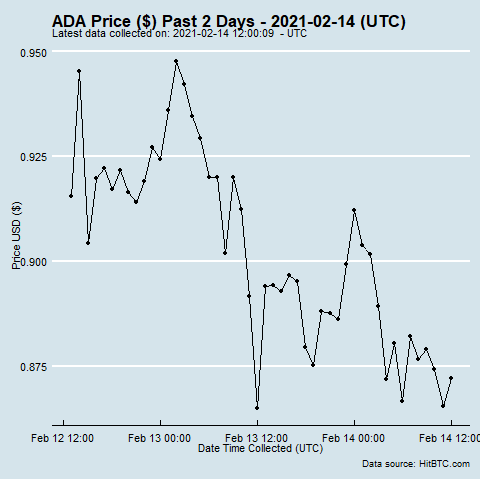 ADA Price ($) Past 2 Days - 2021-02-14 (UTC)
Latest data collected on: 2021-02-14 12:00:09 - UTC
0.950
0.925
0.900
0.875
Price USD ($)
Feb 12 12:00
Feb 13 00:00
Feb 13 12:00
Feb 14 00:00
Feb 14 12:00
Date Time Collected (UTC)
Data source: HitBTC.com